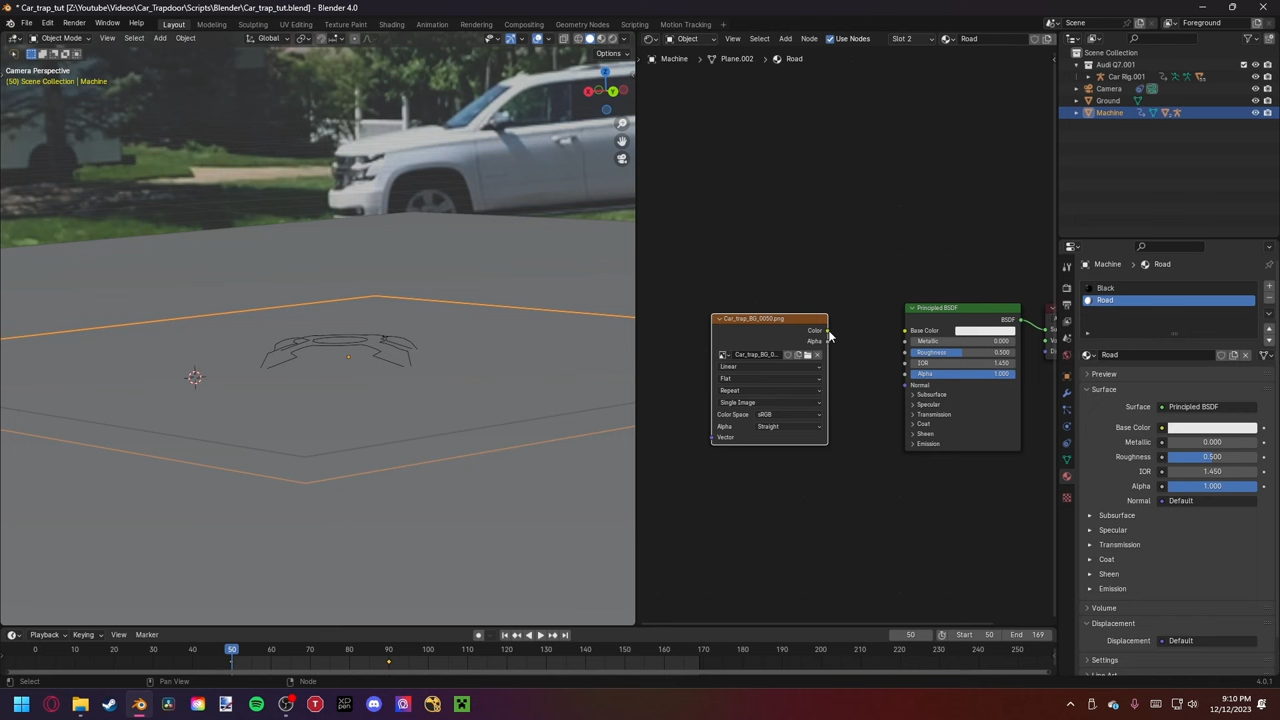 * Car_trap_tut [Z:\Youtube\Videos\Car_Trapdoor\Scripts\Blender\Car_trap_tut.blend] - Blender 4.0
File Edit Render Window Help Layout Modeling Sculpting UV Editing Texture Paint Shading Animation Rendering Compositing Geometry Nodes Scripting Motion Tracking Scene Foreground
Object Mode View Select Add Object Global
Object View Select Add Node Use Nodes Slot 2 Road
Options
Machine Plane.002 Road
Camera Perspective
(50) Scene Collection | Machine
Z
X
Y
Scene Collection
Audi Q7.001
Car Rig.001
Camera
Ground
Machine
Machine Road
Black
Road
Road
Preview
Surface
Surface Principled BSDF
Base Color
Metallic 0.000
Roughness 0.500
IOR 1.450
Alpha 1.000
Normal Default
Subsurface
Specular
Transmission
Coat
Sheen
Emission
Volume
Displacement
Displacement Default
Settings
Car_trap_BG_0050.png
Color
Alpha
Car_trap_BG_0...
Linear
Flat
Repeat
Single Image
Color Space sRGB
Alpha Straight
Vector
Principled BSDF
BSDF
Base Color
Metallic 0.000
Roughness 0.500
IOR 1.450
Alpha 1.000
Normal
Subsurface
Specular
Transmission
Coat
Sheen
Emission
Playback Keying View Marker 50 Start 50 End 169
0 10 20 30 40 50 60 70 80 90 100 110 120 130 140 150 160 170 180 190 200 210 220 230 240 250
Select Pan View Node 4.0.1
9:10 PM
12/12/2023